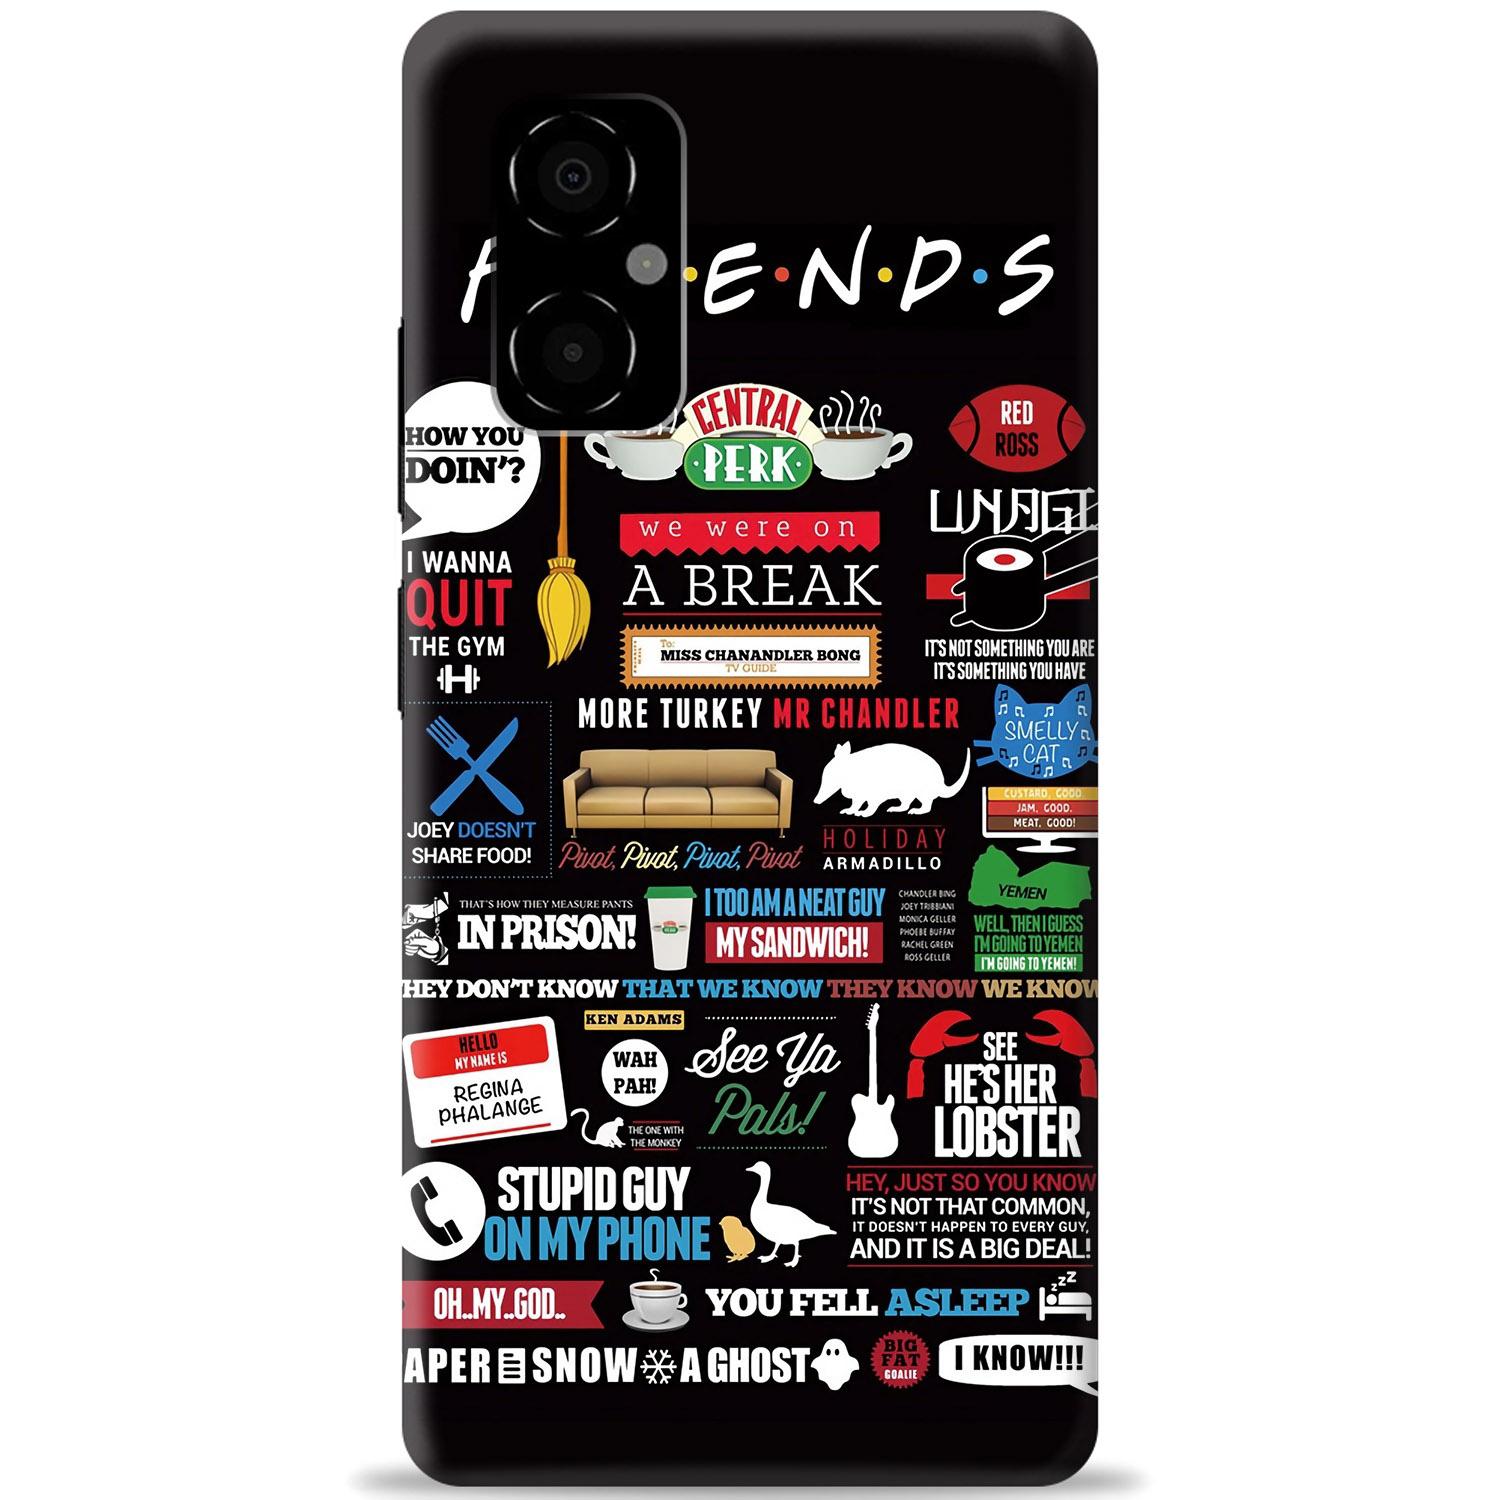 F ·E·N·D·S
HOW YOU
DOIN'?
CENTRAL
·PERK·
RED
ROSS
UNAGI
we were on
A BREAK
I WANNA
QUIT
THE GYM
To:
MISS CHANANDLER BONG
TV GUIDE
IT'S NOT SOMETHING YOU ARE
IT'S SOMETHING YOU HAVE
MORE TURKEY MR CHANDLER
SMELLY
CAT
CUSTARD, GOOD.
JAM, GOOD.
MEAT, GOOD!
JOEY DOESN'T
SHARE FOOD!
Pivot, Pivot, Pivot, Pivot
HOLIDAY
ARMADILLO
YEMEN
WELL, THEN I GUESS
I'M GOING TO YEMEN
I'M GOING TO YEMEN!
THAT'S HOW THEY MEASURE PANTS
IN PRISON!
I TOO AM A NEAT GUY
MY SANDWICH!
CHANDLER BING
JOEY TRIBBIANI
MONICA GELLER
PHOEBE BUFFAY
RACHEL GREEN
ROSS GELLER
HEY DON'T KNOW THAT WE KNOW THEY KNOW WE KNOW
HELLO
MY NAME IS
REGINA
PHALANGE
KEN ADAMS
WAH
PAH!
THE ONE WITH
THE MONKEY
See Ya
Pals!
SEE
HE'S HER
LOBSTER
STUPID GUY
ON MY PHONE
HEY, JUST SO YOU KNOW
IT'S NOT THAT COMMON,
IT DOESN'T HAPPEN TO EVERY GUY,
AND IT IS A BIG DEAL!
OH..MY..GOD..
YOU FELL ASLEEP
zzz
APER SNOW A GHOST
BIG
FAT
GOALIE
I KNOW!!!